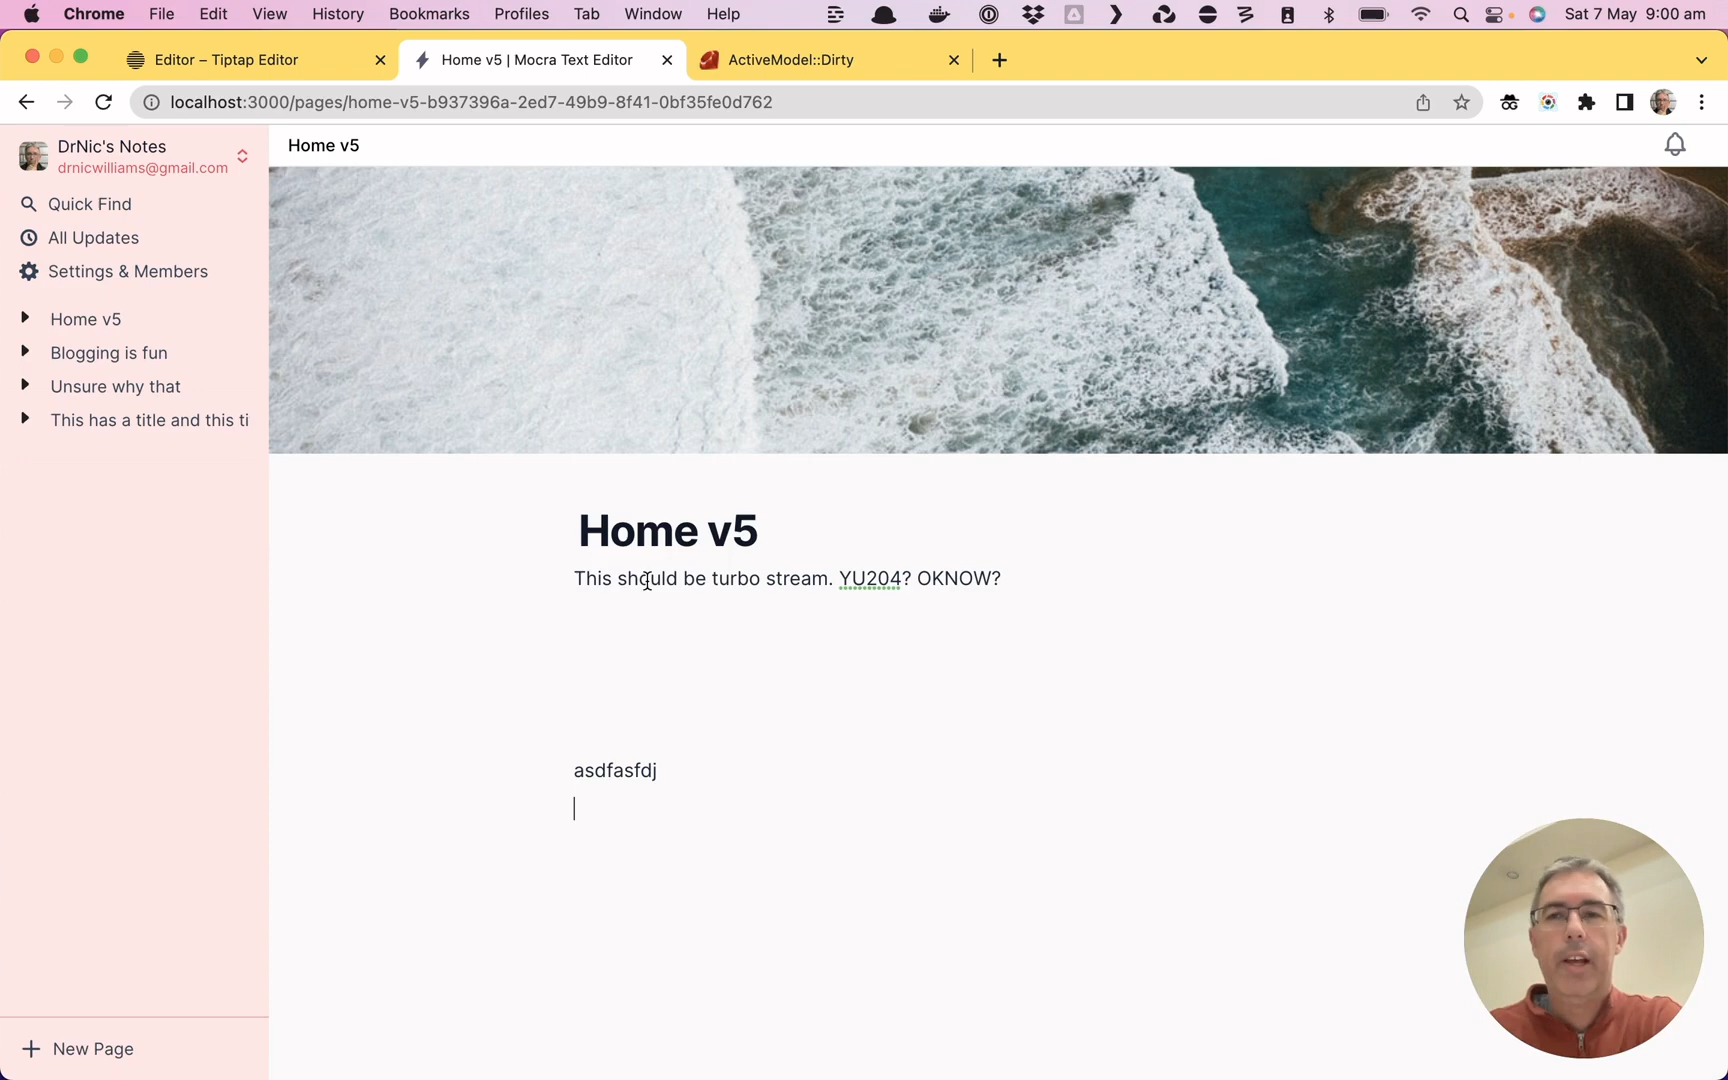 Chrome File Edit View History Bookmarks Profiles Tab Window Help Sat 7 May 9:00 am
Editor – Tiptap Editor Home v5 | Mocra Text Editor ActiveModel::Dirty
localhost:3000/pages/home-v5-b937396a-2ed7-49b9-8f41-0bf35fe0d762
DrNic's Notes
drnicwilliams@gmail.com
Home v5
Quick Find
All Updates
Settings & Members
Home v5
Blogging is fun
Unsure why that
This has a title and this ti
Home v5
This should be turbo stream. YU204? OKNOW?
asdfasfdj
New Page